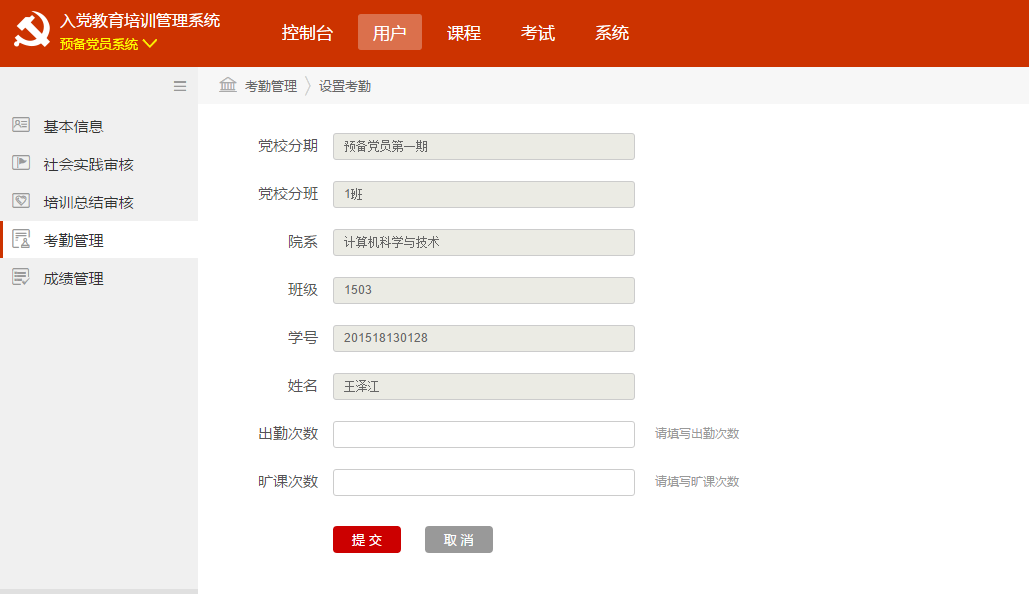 入党教育培训管理系统
预备党员系统
控制台 用户 课程 考试 系统
考勤管理 设置考勤
基本信息
社会实践审核
培训总结审核
考勤管理
成绩管理
党校分期 预备党员第一期
党校分班 1班
院系 计算机科学与技术
班级 1503
学号 201518130128
姓名 王泽江
出勤次数 请填写出勤次数
旷课次数 请填写旷课次数
提交 取消